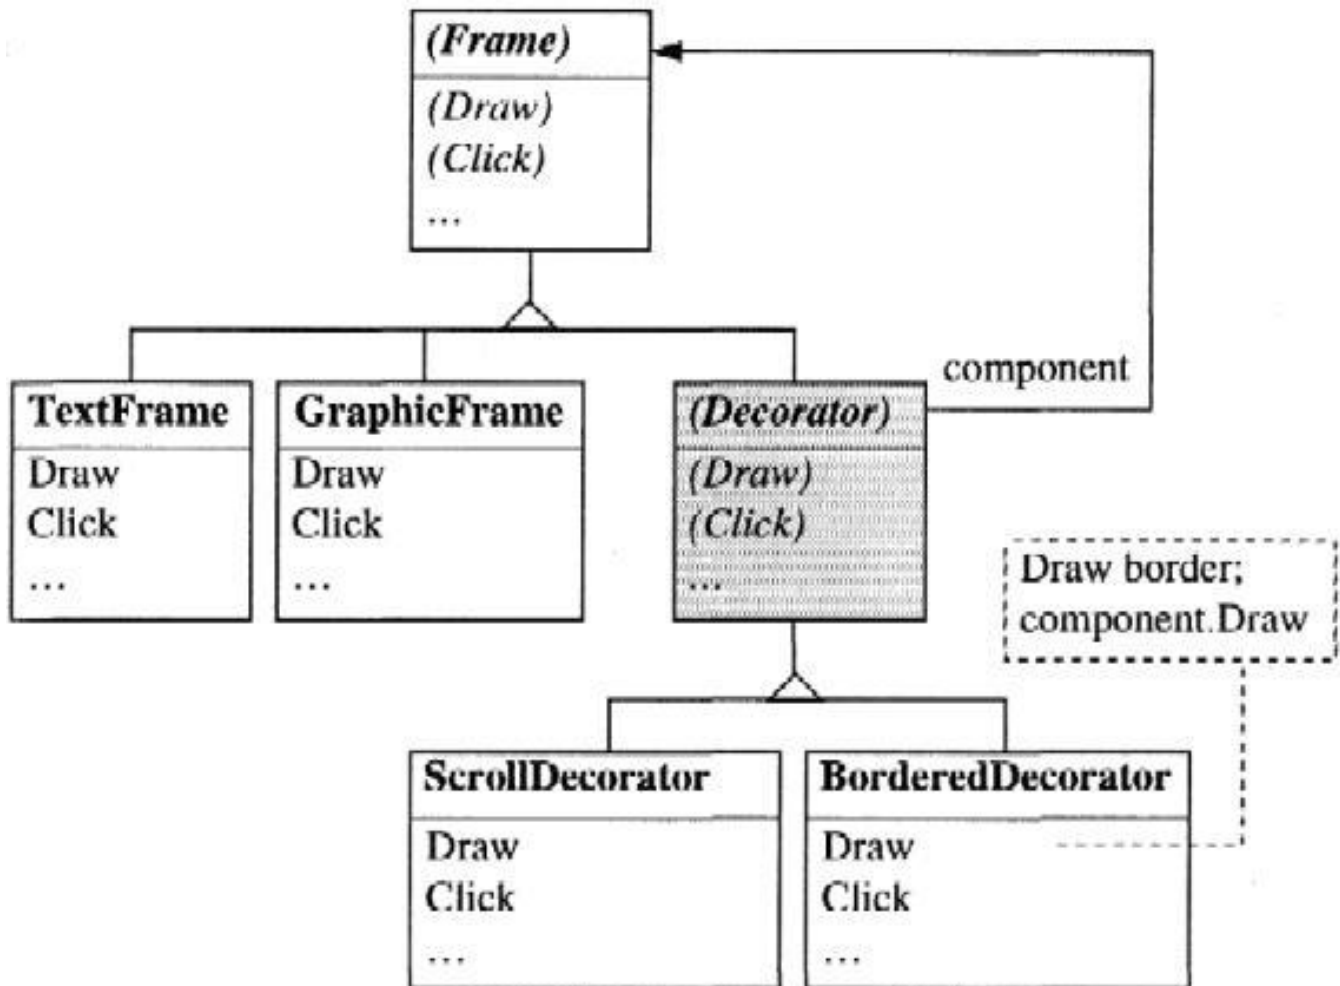 (Frame)
(Draw)
(Click)
...
component
TextFrame
Draw
Click
...
GraphicFrame
Draw
Click
...
(Decorator)
(Draw)
(Click)
...
Draw border;
component.Draw
ScrollDecorator
Draw
Click
...
BorderedDecorator
Draw
Click
...